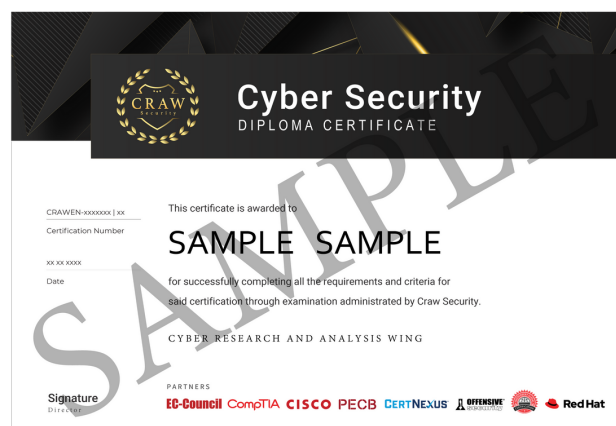 CRAW
Security
Cyber Security
DIPLOMA CERTIFICATE
CRAWEN-xxxxxxx | xx
Certification Number
xx xx xxxx
Date
This certificate is awarded to
SAMPLE SAMPLE
for successfully completing all the requirements and criteria for
said certification through examination administrated by Craw Security.
CYBER RESEARCH AND ANALYSIS WING
SAMPLE
Signature
Director
PARTNERS
EC-Council CompTIA CISCO PECB CERTNEXUS OFFENSIVE security Red Hat